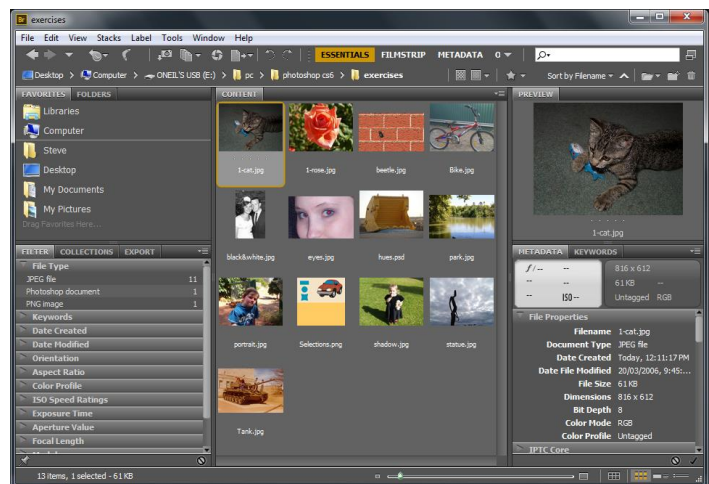 Br exercises
File Edit View Stacks Label Tools Window Help
ESSENTIALS FILMSTRIP METADATA
Desktop Computer ONEIL'S USB (E:) pc photoshop cs6 exercises Sort by Filename
FAVORITES FOLDERS
Libraries
Computer
Steve
Desktop
My Documents
My Pictures
Drag Favorites Here...
FILTER COLLECTIONS EXPORT
File Type
JPEG file 11
Photoshop document 1
PNG image 1
Keywords
Date Created
Date Modified
Orientation
Aspect Ratio
Color Profile
ISO Speed Ratings
Exposure Time
Aperture Value
Focal Length
CONTENT
1-cat.jpg 1-rose.jpg beetle.jpg Bike.jpg
black&white.jpg eyes.jpg hues.psd park.jpg
portrait.jpg Selections.png shadow.jpg statue.jpg
Tank.jpg
PREVIEW
1-cat.jpg
METADATA KEYWORDS
f/-- -- 816 x 612
-- -- 61 KB --
-- ISO-- Untagged RGB
File Properties
Filename 1-cat.jpg
Document Type JPEG file
Date Created Today, 12:11:17 PM
Date File Modified 20/03/2006, 9:45:...
File Size 61 KB
Dimensions 816 x 612
Bit Depth 8
Color Mode RGB
Color Profile Untagged
IPTC Core
13 items, 1 selected - 61 KB